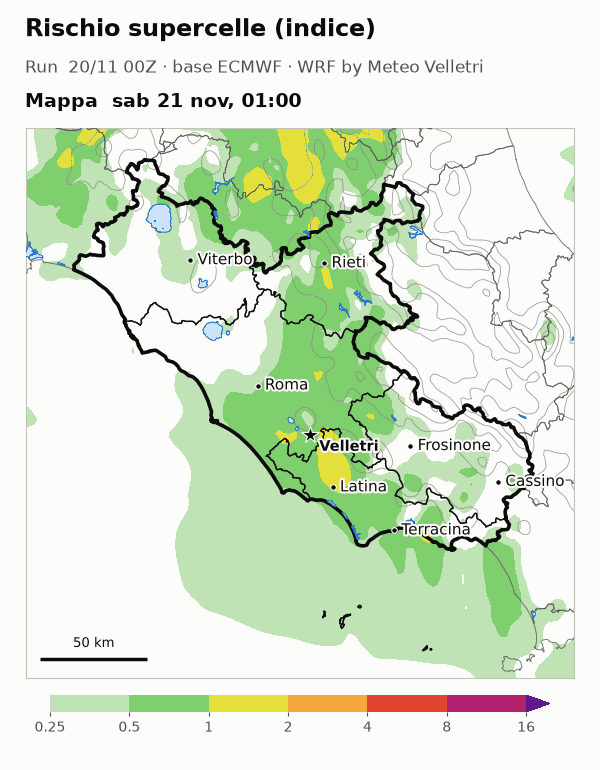 Rischio supercelle (indice)
Run  20/11 00Z · base ECMWF · WRF by Meteo Velletri
Mappa  sab 21 nov, 01:00
Viterbo
Rieti
Roma
Velletri
Frosinone
Latina
Cassino
Terracina
50 km
0.25 0.5 1 2 4 8 16